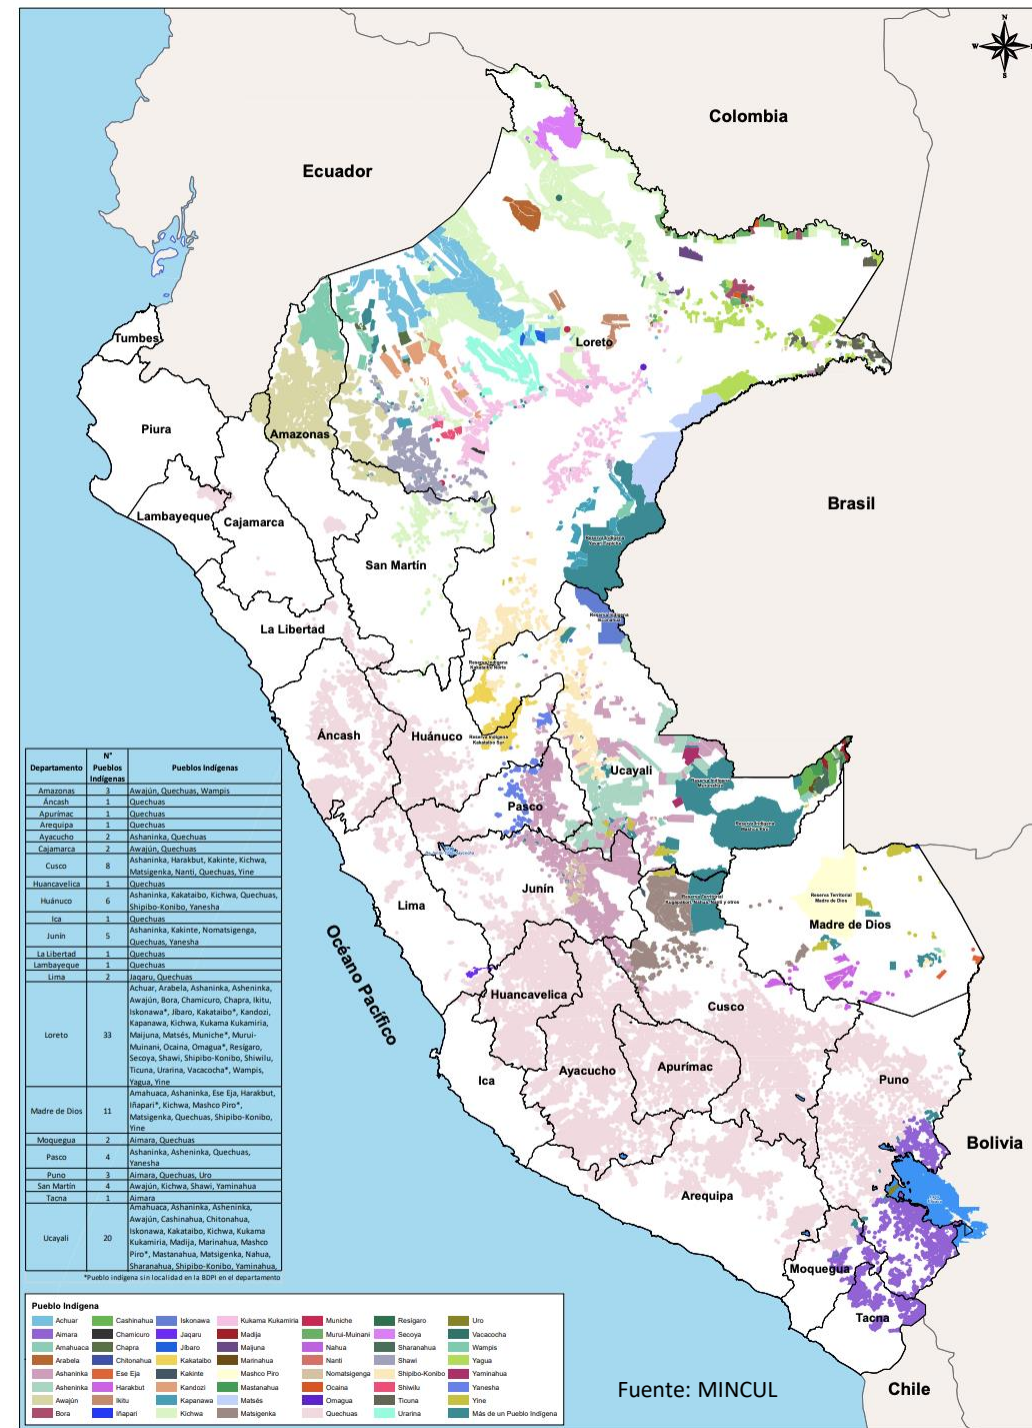 N
W
S
Colombia
Ecuador
Tumbes
Loreto
Piura
Amazonas
Brasil
Lambayeque
Cajamarca
San Martín
La Libertad
Áncash
Huánuco
Ucayali
Pasco
Reserva Territorial
Madre de Dios
Junín
Lima
Madre de Dios
Océano Pacífico
Huancavelica
Cusco
Ayacucho
Apurímac
Ica
Puno
Bolivia
Arequipa
Moquegua
Tacna
Chile
Departamento N° Pueblos Indígenas Pueblos Indígenas
Amazonas 3 Awajún, Quechuas, Wampis
Áncash 1 Quechuas
Apurímac 1 Quechuas
Arequipa 1 Quechuas
Ayacucho 2 Ashaninka, Quechuas
Cajamarca 2 Awajún, Quechuas
Cusco 8 Ashaninka, Harakbut, Kakinte, Kichwa,
Matsigenka, Nanti, Quechuas, Yine
Huancavelica 1 Quechuas
Huánuco 6 Ashaninka, Kakataibo, Kichwa, Quechuas,
Shipibo-Konibo, Yanesha
Ica 1 Quechuas
Junín 5 Ashaninka, Kakinte, Nomatsigenga,
Quechuas, Yanesha
La Libertad 1 Quechuas
Lambayeque 1 Quechuas
Lima 2 Jaqaru, Quechuas
Loreto 33 Achuar, Arabela, Ashaninka, Asheninka,
Awajún, Bora, Chamicuro, Chapra, Ikitu,
Iskonawa*, Jíbaro, Kakataibo*, Kandozi,
Kapanawa, Kichwa, Kukama Kukamiria,
Maijuna, Matsés, Muniche*, Murui-
Muinani, Ocaina, Omagua*, Resígaro,
Secoya, Shawi, Shipibo-Konibo, Shiwilu,
Ticuna, Urarina, Vacacocha*, Wampis,
Yagua, Yine
Madre de Dios 11 Amahuaca, Ashaninka, Ese Eja, Harakbut,
Iñapari*, Kichwa, Mashco Piro*,
Matsigenka, Quechuas, Shipibo-Konibo,
Yine
Moquegua 2 Aimara, Quechuas
Pasco 4 Ashaninka, Asheninka, Quechuas,
Yanesha
Puno 3 Aimara, Quechuas, Uro
San Martín 4 Awajún, Kichwa, Shawi, Yaminahua
Tacna 1 Aimara
Ucayali 20 Amahuaca, Ashaninka, Asheninka,
Awajún, Cashinahua, Chitonahua,
Iskonawa, Kakataibo, Kichwa, Kukama
Kukamiria, Madija, Marinahua, Mashco
Piro*, Mastanahua, Matsigenka, Nahua,
Sharanahua, Shipibo-Konibo, Yaminahua,
*Pueblo indígena sin localidad en la BDPI en el departamento
Pueblo Indígena
Achuar Cashinahua Iskonawa Kukama Kukamiria Muniche Resígaro Uro
Aimara Chamicuro Jaqaru Madija Murui-Muinani Secoya Vacacocha
Amahuaca Chapra Jíbaro Maijuna Nahua Sharanahua Wampis
Arabela Chitonahua Kakataibo Marinahua Nanti Shawi Yagua
Ashaninka Ese Eja Kakinte Mashco Piro Nomatsigenga Shipibo-Konibo Yaminahua
Asheninka Harakbut Kandozi Mastanahua Ocaina Shiwilu Yanesha
Awajún Ikitu Kapanawa Matsés Omagua Ticuna Yine
Bora Iñapari Kichwa Matsigenka Quechuas Urarina Más de un Pueblo Indígena
Fuente: MINCUL